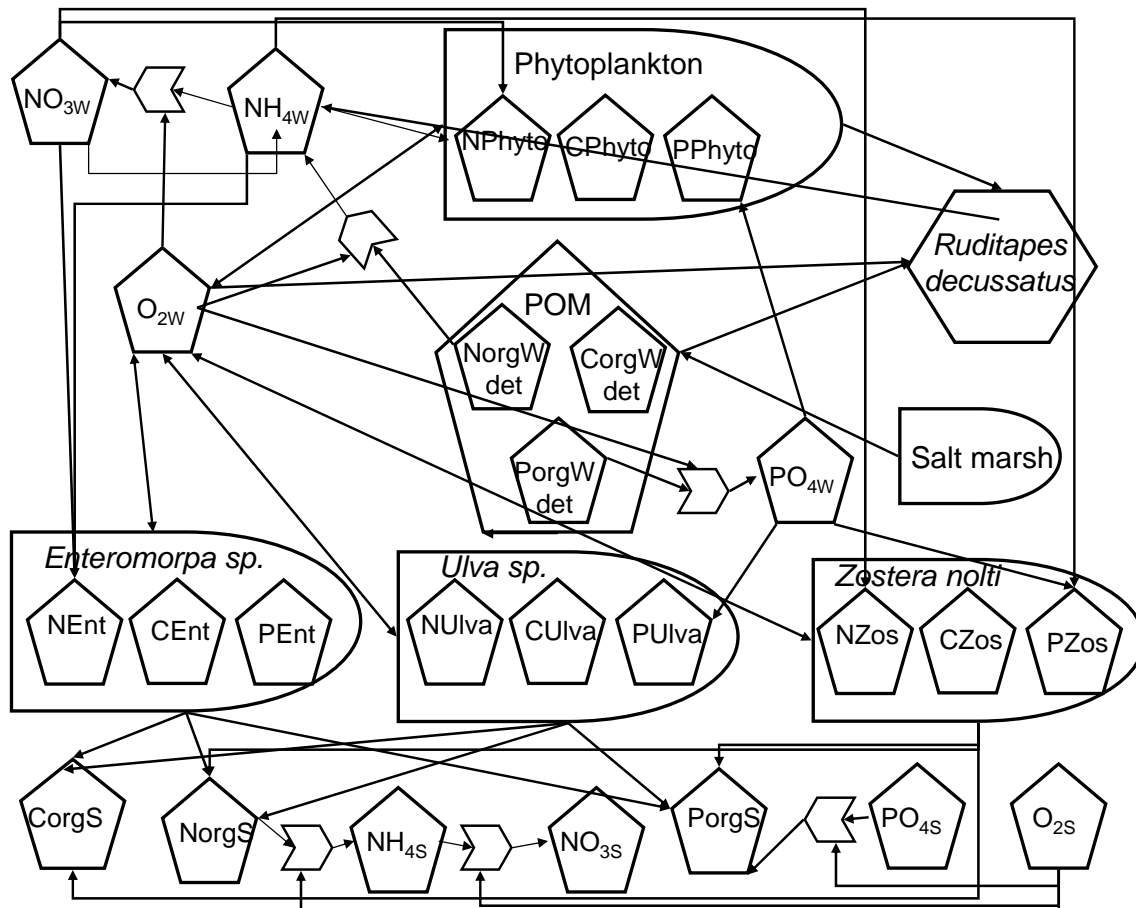 Phytoplankton
NO3W
NH4W
NPhyto
CPhyto
PPhyto
Ruditapes
decussatus
O2W
POM
NorgW
det
CorgW
det
PorgW
det
PO4W
Salt marsh
Enteromorpa sp.
Ulva sp.
Zostera nolti
NEnt
CEnt
PEnt
NUlva
CUlva
PUlva
NZos
CZos
PZos
CorgS
NorgS
NH4S
NO3S
PorgS
PO4S
O2S